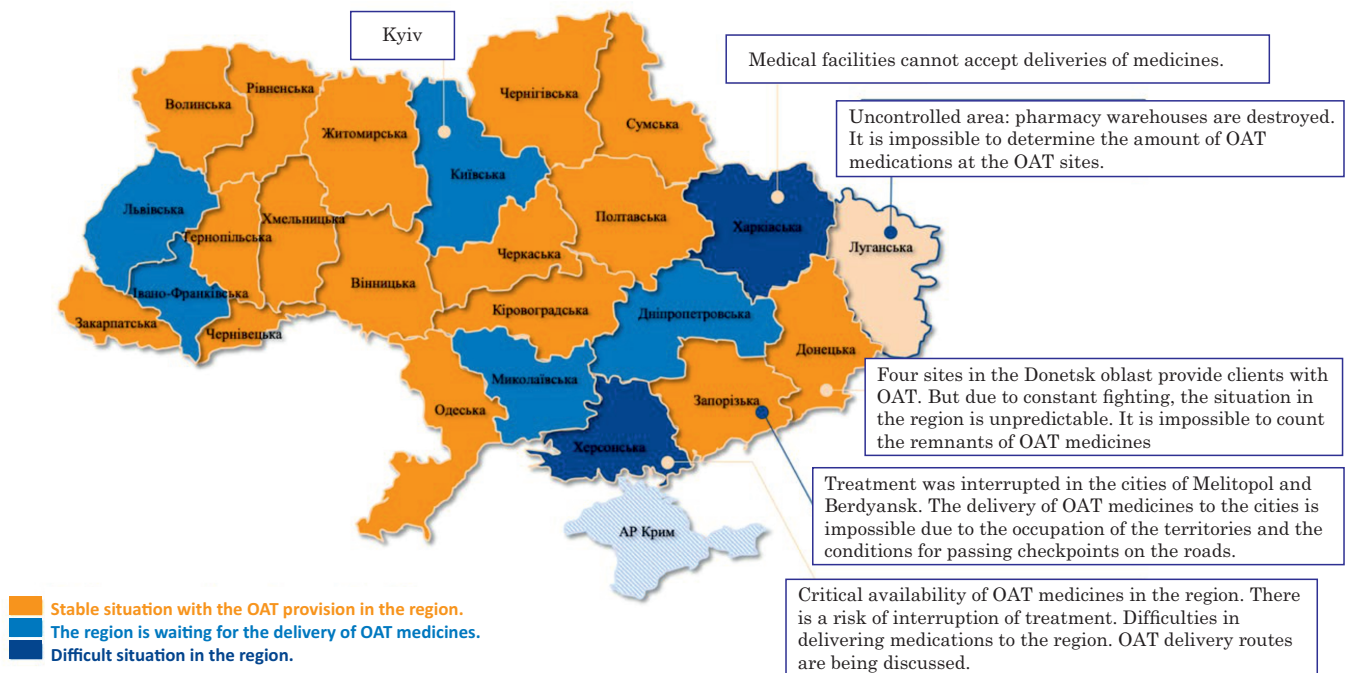 Kyiv
Medical facilities cannot accept deliveries of medicines.
Uncontrolled area: pharmacy warehouses are destroyed.
It is impossible to determine the amount of OAT
medications at the OAT sites.
Волинська
Рівненська
Житомирська
Чернігівська
Сумська
Київська
Львівська
Тернопільська
Хмельницька
Полтавська
Харківська
Луганська
Черкаська
Вінницька
Івано-Франківська
Кіровоградська
Дніпропетровська
Закарпатська
Чернівецька
Донецька
Миколаївська
Запорізька
Одеська
Херсонська
АР Крим
Four sites in the Donetsk oblast provide clients with
OAT. But due to constant fighting, the situation in
the region is unpredictable. It is impossible to count
the remnants of OAT medicines
Treatment was interrupted in the cities of Melitopol and
Berdyansk. The delivery of OAT medicines to the cities is
impossible due to the occupation of the territories and the
conditions for passing checkpoints on the roads.
Critical availability of OAT medicines in the region. There
is a risk of interruption of treatment. Difficulties in
delivering medications to the region. OAT delivery routes
are being discussed.
Stable situation with the OAT provision in the region.
The region is waiting for the delivery of OAT medicines.
Difficult situation in the region.